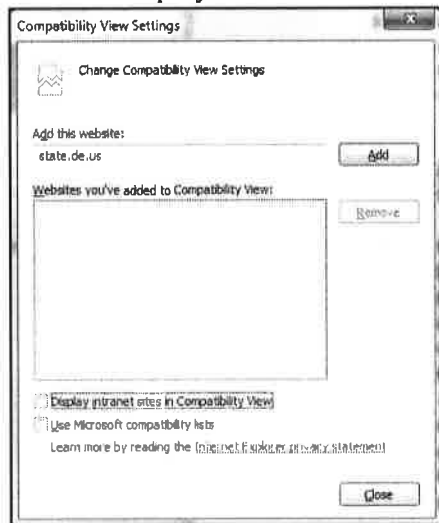 Compatibility View Settings
Change Compatibility View Settings
Add this website:
state.de.us
Add
Websites you've added to Compatibility View:
Remove
Display intranet sites in Compatibility View
Use Microsoft compatibility lists
Learn more by reading the Internet Explorer privacy statement
Close